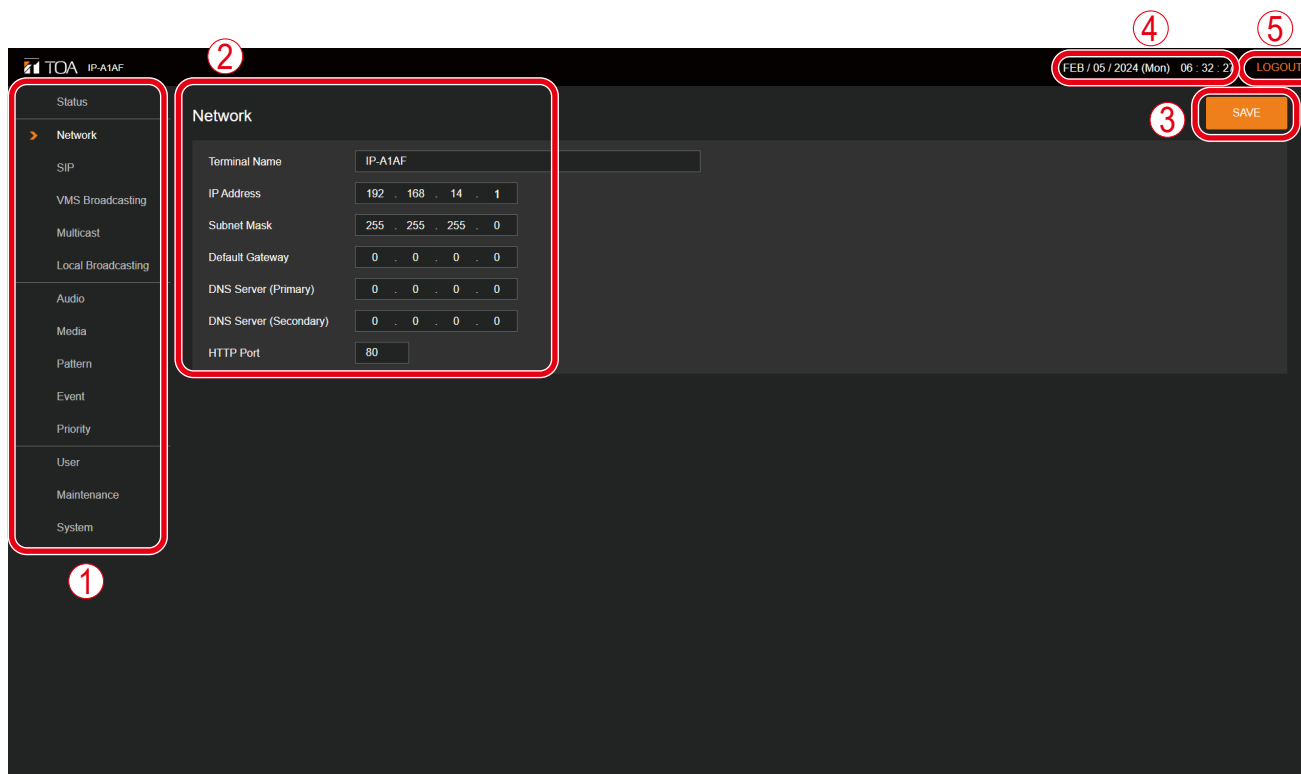 ④ ⑤
②
TOA IP-A1AF
FEB / 05 / 2024 (Mon) 06 : 32 : 27
LOGOUT
Status
Network
SIP
VMS Broadcasting
Multicast
Local Broadcasting
Audio
Media
Pattern
Event
Priority
User
Maintenance
System
①
Network
③
SAVE
Terminal Name IP-A1AF
IP Address 192 . 168 . 14 . 1
Subnet Mask 255 . 255 . 255 . 0
Default Gateway 0 . 0 . 0 . 0
DNS Server (Primary) 0 . 0 . 0 . 0
DNS Server (Secondary) 0 . 0 . 0 . 0
HTTP Port 80